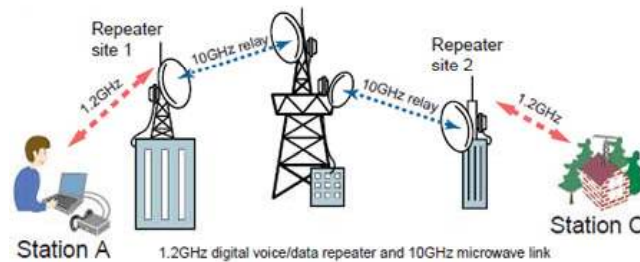 Repeater
site 1
10GHz relay
1.2GHz
10GHz relay
Repeater
site 2
1.2GHz
Station A
Station C
1.2GHz digital voice/data repeater and 10GHz microwave link